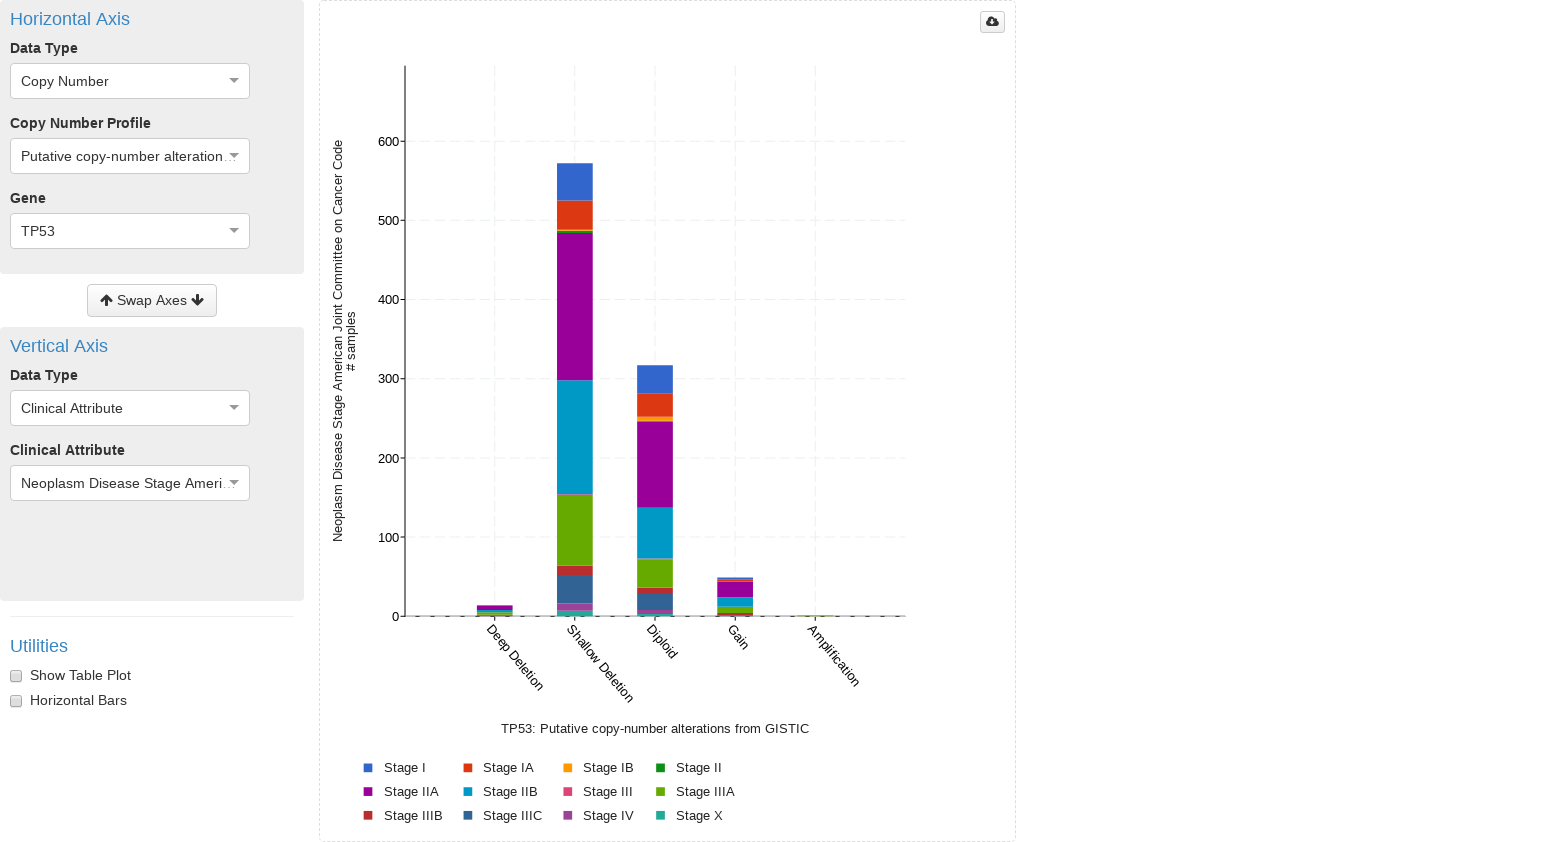 Horizontal Axis
Data Type
Copy Number
Copy Number Profile
Putative copy-number alteration...
Gene
TP53
Swap Axes
Vertical Axis
Data Type
Clinical Attribute
Clinical Attribute
Neoplasm Disease Stage Ameri...
Utilities
Show Table Plot
Horizontal Bars
Neoplasm Disease Stage American Joint Committee on Cancer Code
# samples
600
500
400
300
200
100
0
Deep Deletion
Shallow Deletion
Diploid
Gain
Amplification
TP53: Putative copy-number alterations from GISTIC
Stage I Stage IA Stage IB Stage II
Stage IIA Stage IIB Stage III Stage IIIA
Stage IIIB Stage IIIC Stage IV Stage X